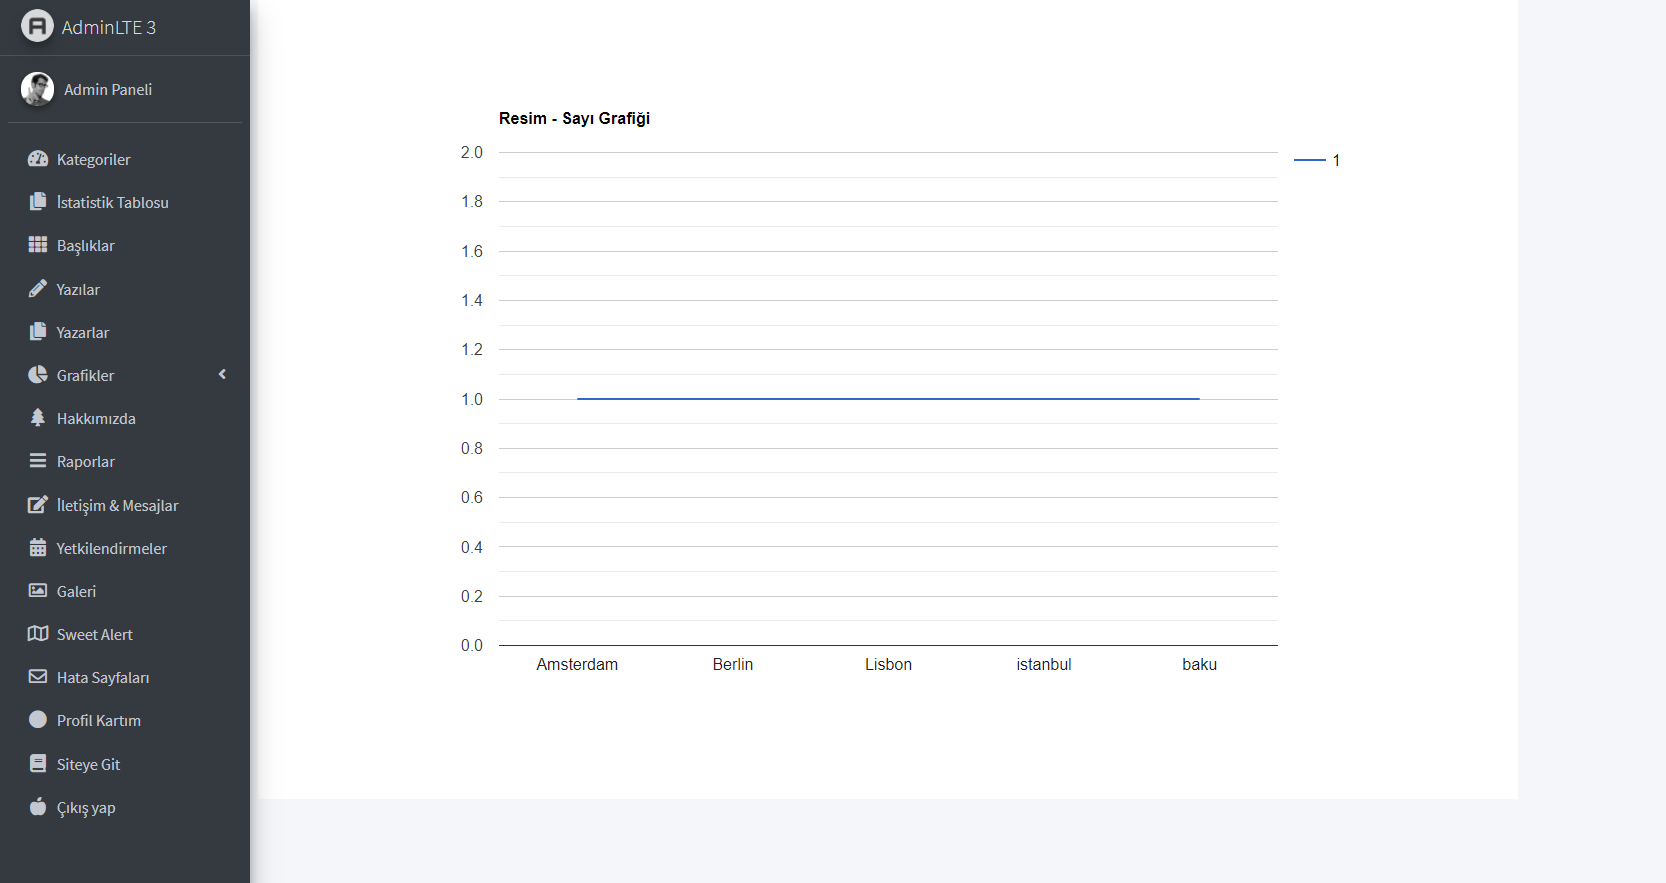 AdminLTE 3
Admin Paneli
Kategoriler
İstatistik Tablosu
Başlıklar
Yazılar
Yazarlar
Grafikler
Hakkımızda
Raporlar
İletişim & Mesajlar
Yetkilendirmeler
Galeri
Sweet Alert
Hata Sayfaları
Profil Kartım
Siteye Git
Çıkış yap
Resim - Sayı Grafiği
2.0
1.8
1.6
1.4
1.2
1.0
0.8
0.6
0.4
0.2
0.0
Amsterdam Berlin Lisbon istanbul baku
1